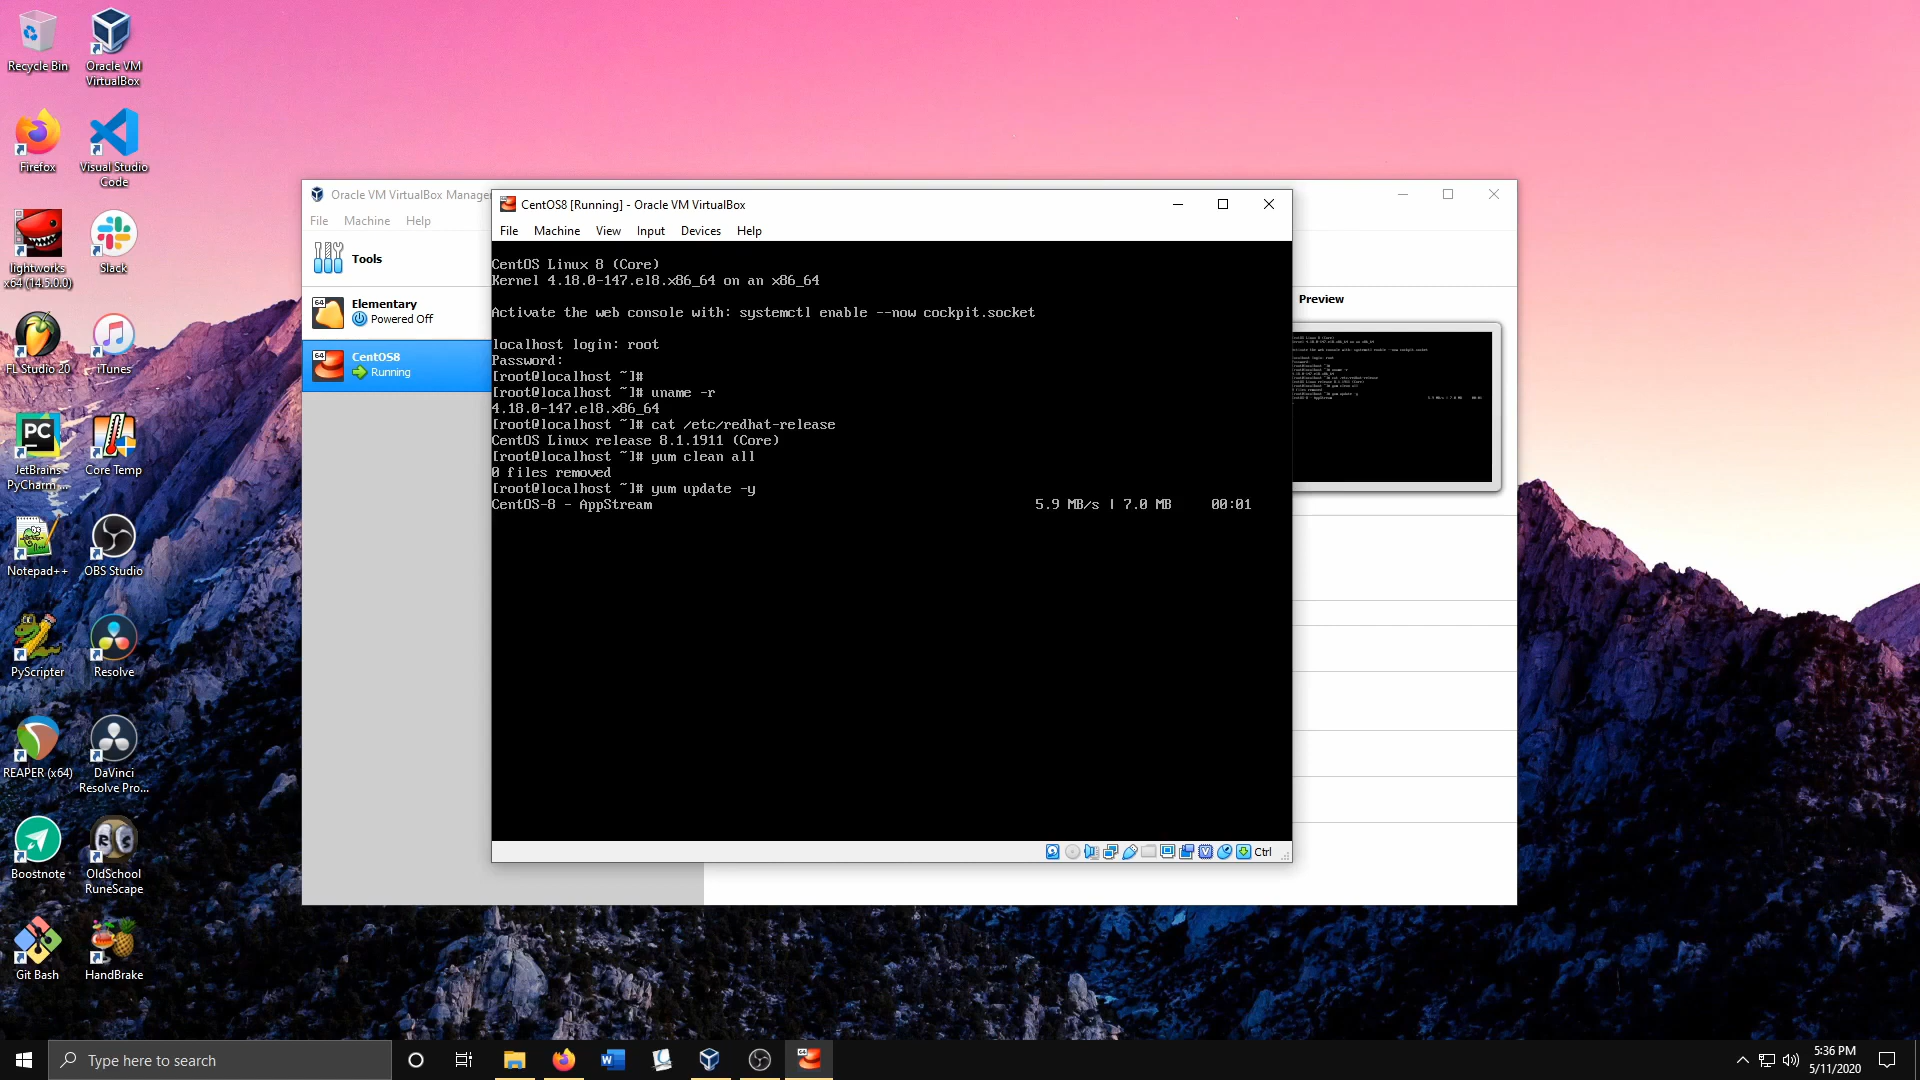 Recycle Bin
Oracle VM
VirtualBox
Firefox
Visual Studio
Code
lightworks
x64 (14.5.0.0)
Slack
FL Studio 20
iTunes
JetBrains
PyCharm ...
Core Temp
Notepad++
OBS Studio
PyScripter
Resolve
REAPER (x64)
DaVinci
Resolve Pro...
Boostnote
OldSchool
RuneScape
Git Bash
HandBrake
Oracle VM VirtualBox Manager
File Machine Help
Tools
64
Elementary
Powered Off
64
CentOS8
Running
Preview
CentOS8 [Running] - Oracle VM VirtualBox
File Machine View Input Devices Help
CentOS Linux 8 (Core)
Kernel 4.18.0-147.el8.x86_64 on an x86_64
Activate the web console with: systemctl enable --now cockpit.socket
localhost login: root
Password:
[root@localhost ~]#
[root@localhost ~]# uname -r
4.18.0-147.el8.x86_64
[root@localhost ~]# cat /etc/redhat-release
CentOS Linux release 8.1.1911 (Core)
[root@localhost ~]# yum clean all
0 files removed
[root@localhost ~]# yum update -y
CentOS-8 - AppStream 5.9 MB/s | 7.0 MB 00:01
Ctrl
Type here to search
5:36 PM
5/11/2020